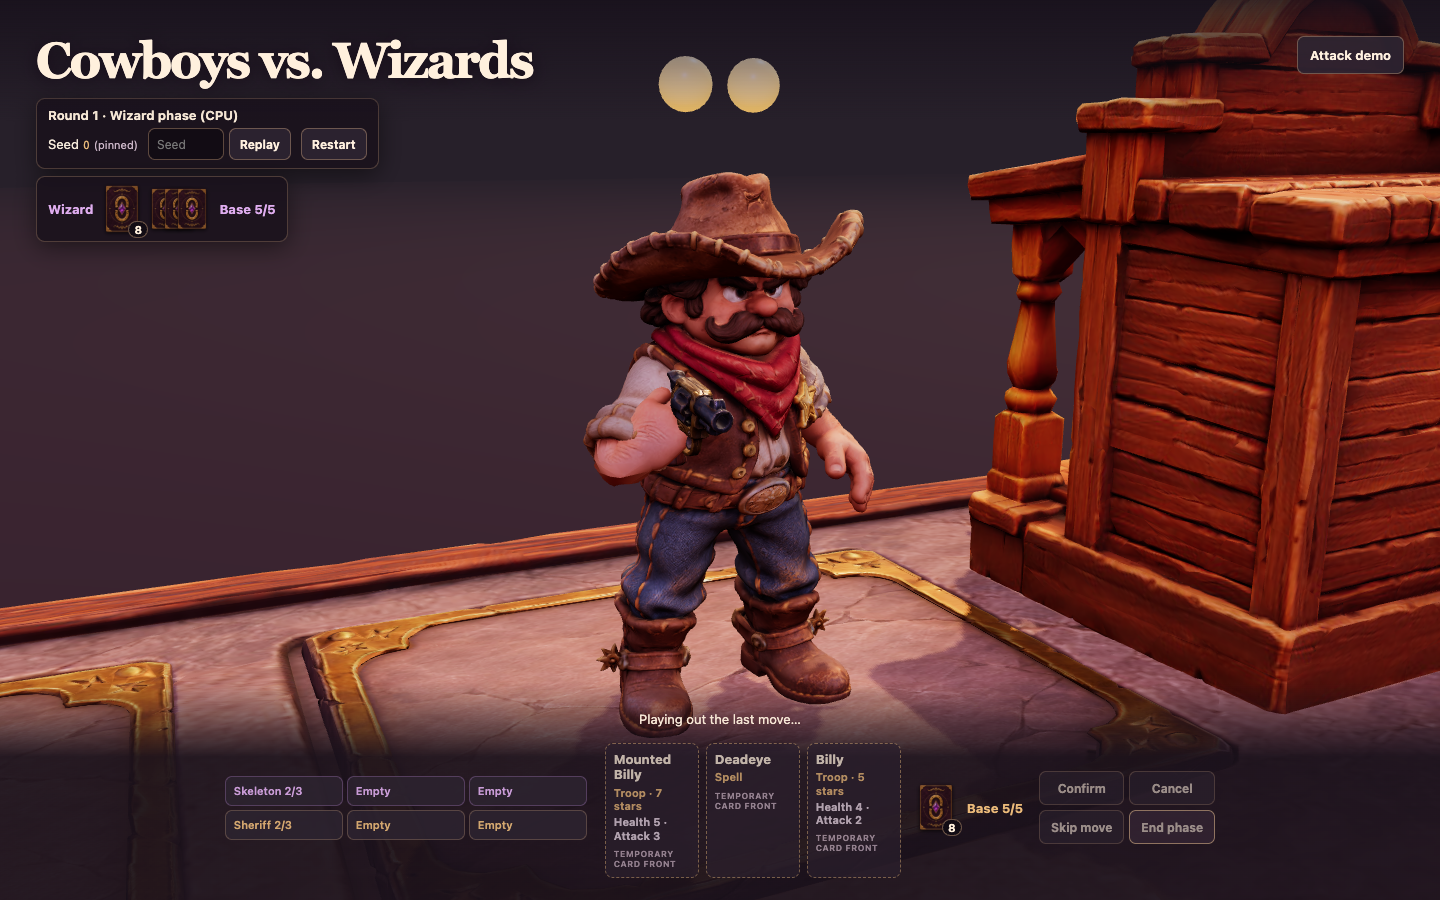 Cowboys vs. Wizards
Attack demo
Round 1 · Wizard phase (CPU)
Seed 0 (pinned) Seed Replay Restart
Wizard 8 Base 5/5
Playing out the last move...
Skeleton 2/3 Empty Empty
Sheriff 2/3 Empty Empty
Mounted
Billy
Troop · 7
stars
Health 5 ·
Attack 3
TEMPORARY
CARD FRONT
Deadeye
Spell
TEMPORARY
CARD FRONT
Billy
Troop · 5
stars
Health 4 ·
Attack 2
TEMPORARY
CARD FRONT
8 Base 5/5
Confirm Cancel
Skip move End phase